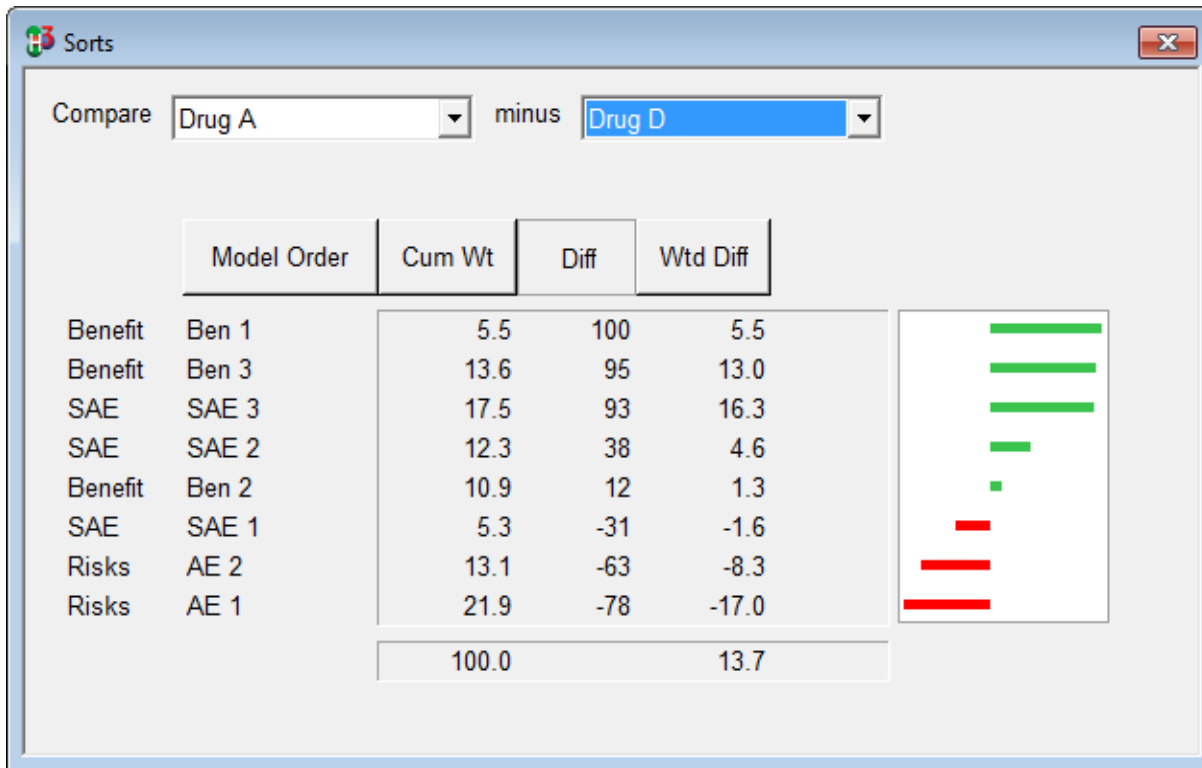 Sorts
Compare Drug A minus Drug D
Model Order Cum Wt Diff Wtd Diff
Benefit Ben 1 5.5 100 5.5
Benefit Ben 3 13.6 95 13.0
SAE SAE 3 17.5 93 16.3
SAE SAE 2 12.3 38 4.6
Benefit Ben 2 10.9 12 1.3
SAE SAE 1 5.3 -31 -1.6
Risks AE 2 13.1 -63 -8.3
Risks AE 1 21.9 -78 -17.0
100.0 13.7